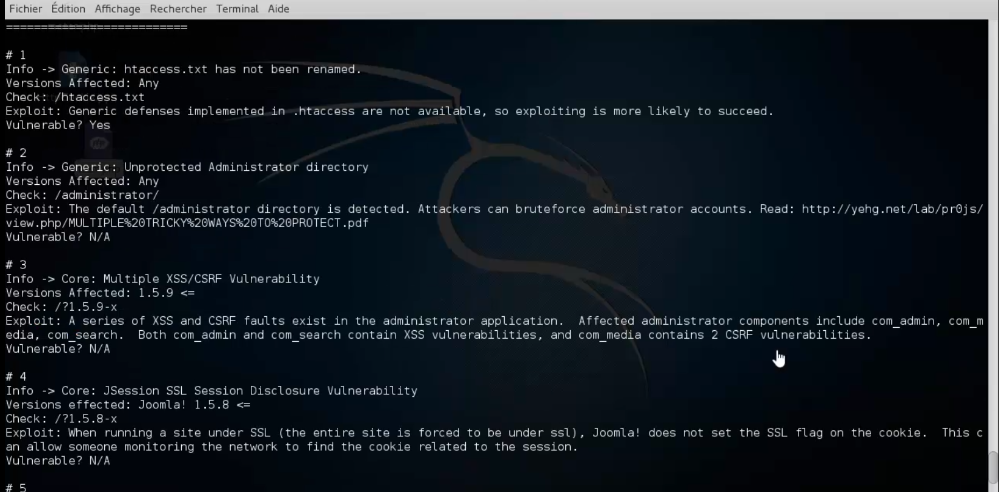 Fichier Édition Affichage Rechercher Terminal Aide
==========================
# 1
Info -> Generic: htaccess.txt has not been renamed.
Versions Affected: Any
Check: /htaccess.txt
Exploit: Generic defenses implemented in .htaccess are not available, so exploiting is more likely to succeed.
Vulnerable? Yes
# 2
Info -> Generic: Unprotected Administrator directory
Versions Affected: Any
Check: /administrator/
Exploit: The default /administrator directory is detected. Attackers can bruteforce administrator accounts. Read: http://yehg.net/lab/pr0js/
view.php/MULTIPLE%20TRICKY%20WAYS%20TO%20PROTECT.pdf
Vulnerable? N/A
# 3
Info -> Core: Multiple XSS/CSRF Vulnerability
Versions Affected: 1.5.9 <=
Check: /?1.5.9-x
Exploit: A series of XSS and CSRF faults exist in the administrator application.  Affected administrator components include com_admin, com_m
edia, com_search.  Both com_admin and com_search contain XSS vulnerabilities, and com_media contains 2 CSRF vulnerabilities.
Vulnerable? N/A
# 4
Info -> Core: JSession SSL Session Disclosure Vulnerability
Versions effected: Joomla! 1.5.8 <=
Check: /?1.5.8-x
Exploit: When running a site under SSL (the entire site is forced to be under ssl), Joomla! does not set the SSL flag on the cookie.  This c
an allow someone monitoring the network to find the cookie related to the session.
Vulnerable? N/A
# 5